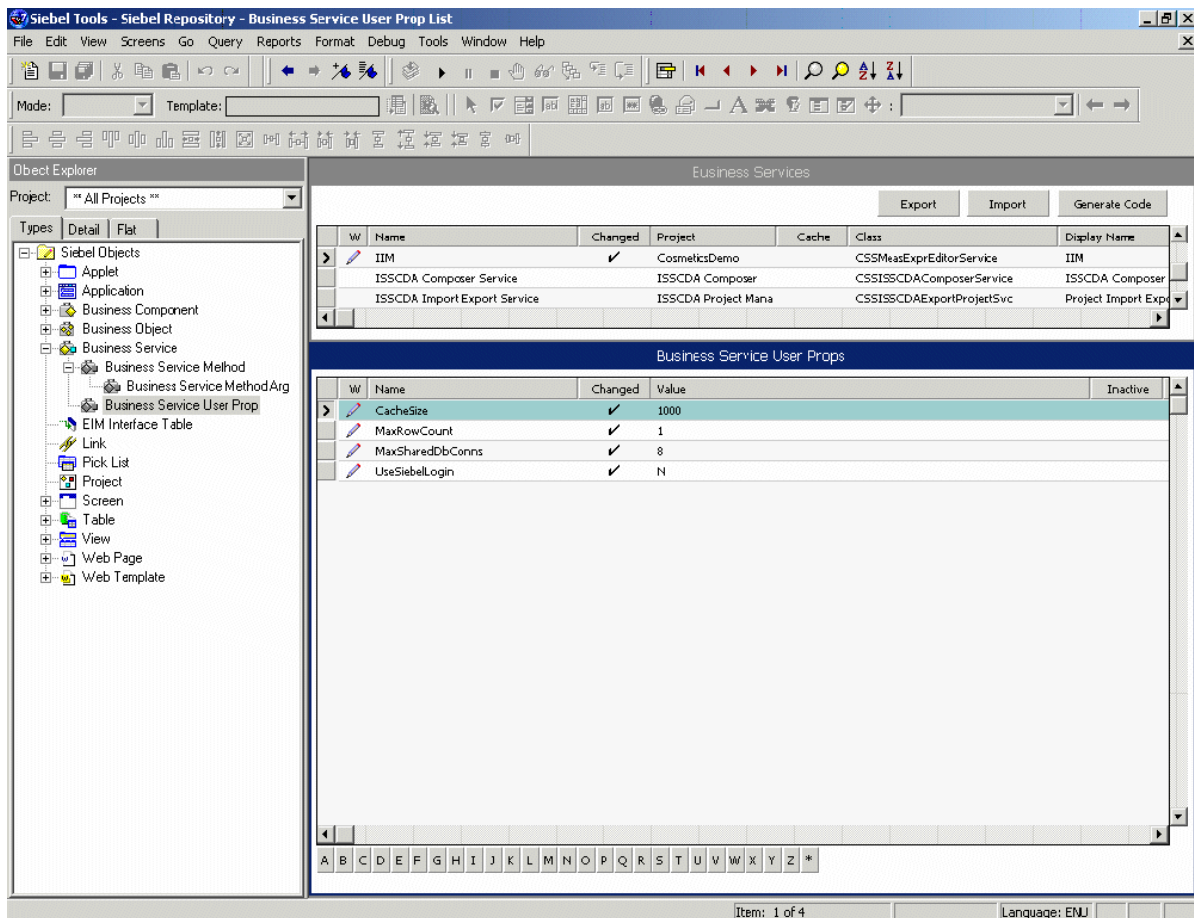 Siebel Tools - Siebel Repository - Business Service User Prop List
File Edit View Screens Go Query Reports Format Debug Tools Window Help
Mode: Template:
Obect Explorer
Project: ** All Projects **
Types Detail Flat
Siebel Objects
Applet
Application
Business Component
Business Object
Business Service
Business Service Method
Business Service Method Arg
Business Service User Prop
EIM Interface Table
Link
Pick List
Project
Screen
Table
View
Web Page
Web Template
Business Services
Export Import Generate Code
W Name Changed Project Cache Class Display Name
IIM CosmeticsDemo CSSMeasExprEditorService IIM
ISSCDA Composer Service ISSCDA Composer CSSISSCDAComposerService ISSCDA Composer
ISSCDA Import Export Service ISSCDA Project Mana CSSISSCDAExportProjectSvc Project Import Expo
Business Service User Props
W Name Changed Value Inactive
CacheSize 1000
MaxRowCount 1
MaxSharedDbConns 8
UseSiebelLogin N
A B C D E F G H I J K L M N O P Q R S T U V W X Y Z *
Item: 1 of 4 Language: ENU